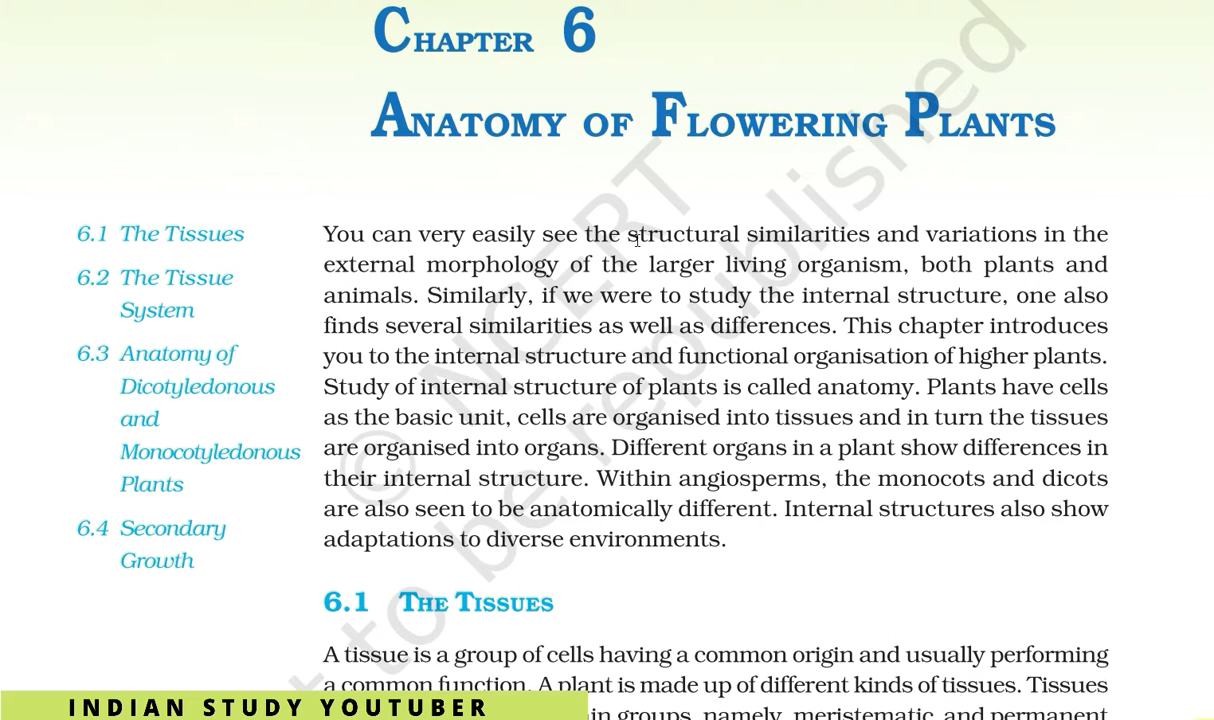 CHAPTER 6
ANATOMY OF FLOWERING PLANTS
6.1 The Tissues
6.2 The Tissue
System
6.3 Anatomy of
Dicotyledonous
and
Monocotyledonous
Plants
6.4 Secondary
Growth
You can very easily see the structural similarities and variations in the
external morphology of the larger living organism, both plants and
animals. Similarly, if we were to study the internal structure, one also
finds several similarities as well as differences. This chapter introduces
you to the internal structure and functional organisation of higher plants.
Study of internal structure of plants is called anatomy. Plants have cells
as the basic unit, cells are organised into tissues and in turn the tissues
are organised into organs. Different organs in a plant show differences in
their internal structure. Within angiosperms, the monocots and dicots
are also seen to be anatomically different. Internal structures also show
adaptations to diverse environments.
6.1 THE TISSUES
A tissue is a group of cells having a common origin and usually performing
a common function. A plant is made up of different kinds of tissues. Tissues
groups, namely, meristematic and permanent
© NCERT
to be republished
INDIAN STUDY YOUTUBER